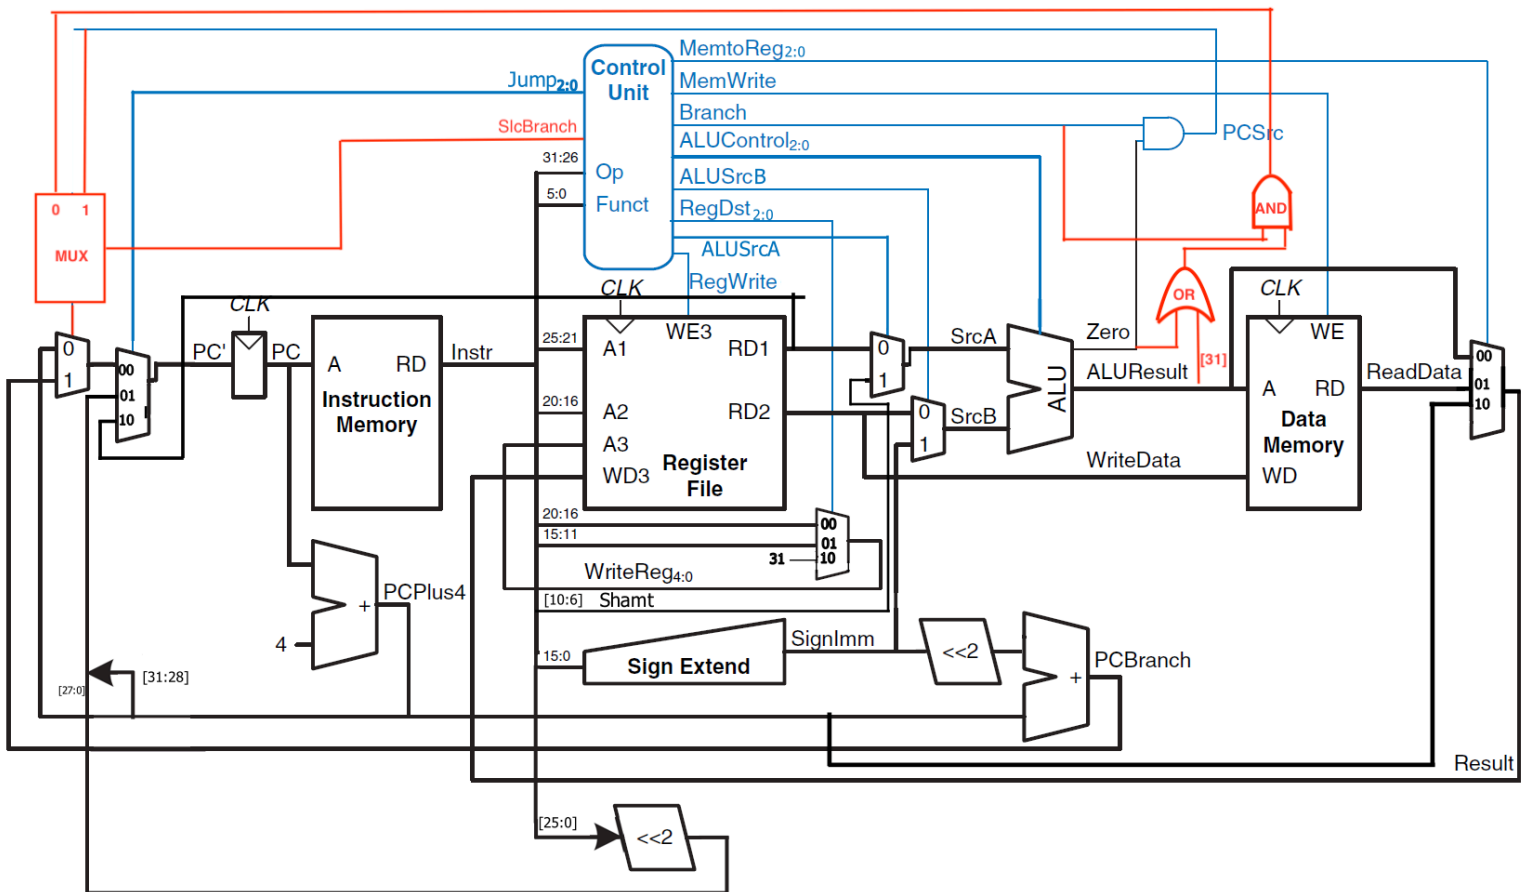 MemtoReg2:0
Control Unit
Jump2:0
MemWrite
Branch
PCSrc
SlcBranch
ALUControl2:0
31:26
Op
ALUSrcB
5:0
Funct
RegDst2:0
0 1
AND
MUX
ALUSrcA
RegWrite
CLK
CLK
OR
CLK
0
1
00
01
10
PC'
PC
A
RD
Instruction Memory
Instr
25:21
A1
WE3
RD1
0
1
SrcA
Zero
[31]
WE
00
01
10
ALU
ALUResult
A
RD
ReadData
Data Memory
20:16
A2
RD2
0
1
SrcB
A3
WD3
Register File
WriteData
WD
20:16
15:11
31
00
01
10
WriteReg4:0
[10:6] Shamt
PCPlus4
+
4
15:0
Sign Extend
SignImm
<<2
+
PCBranch
[31:28]
[27:0]
Result
[25:0]
<<2